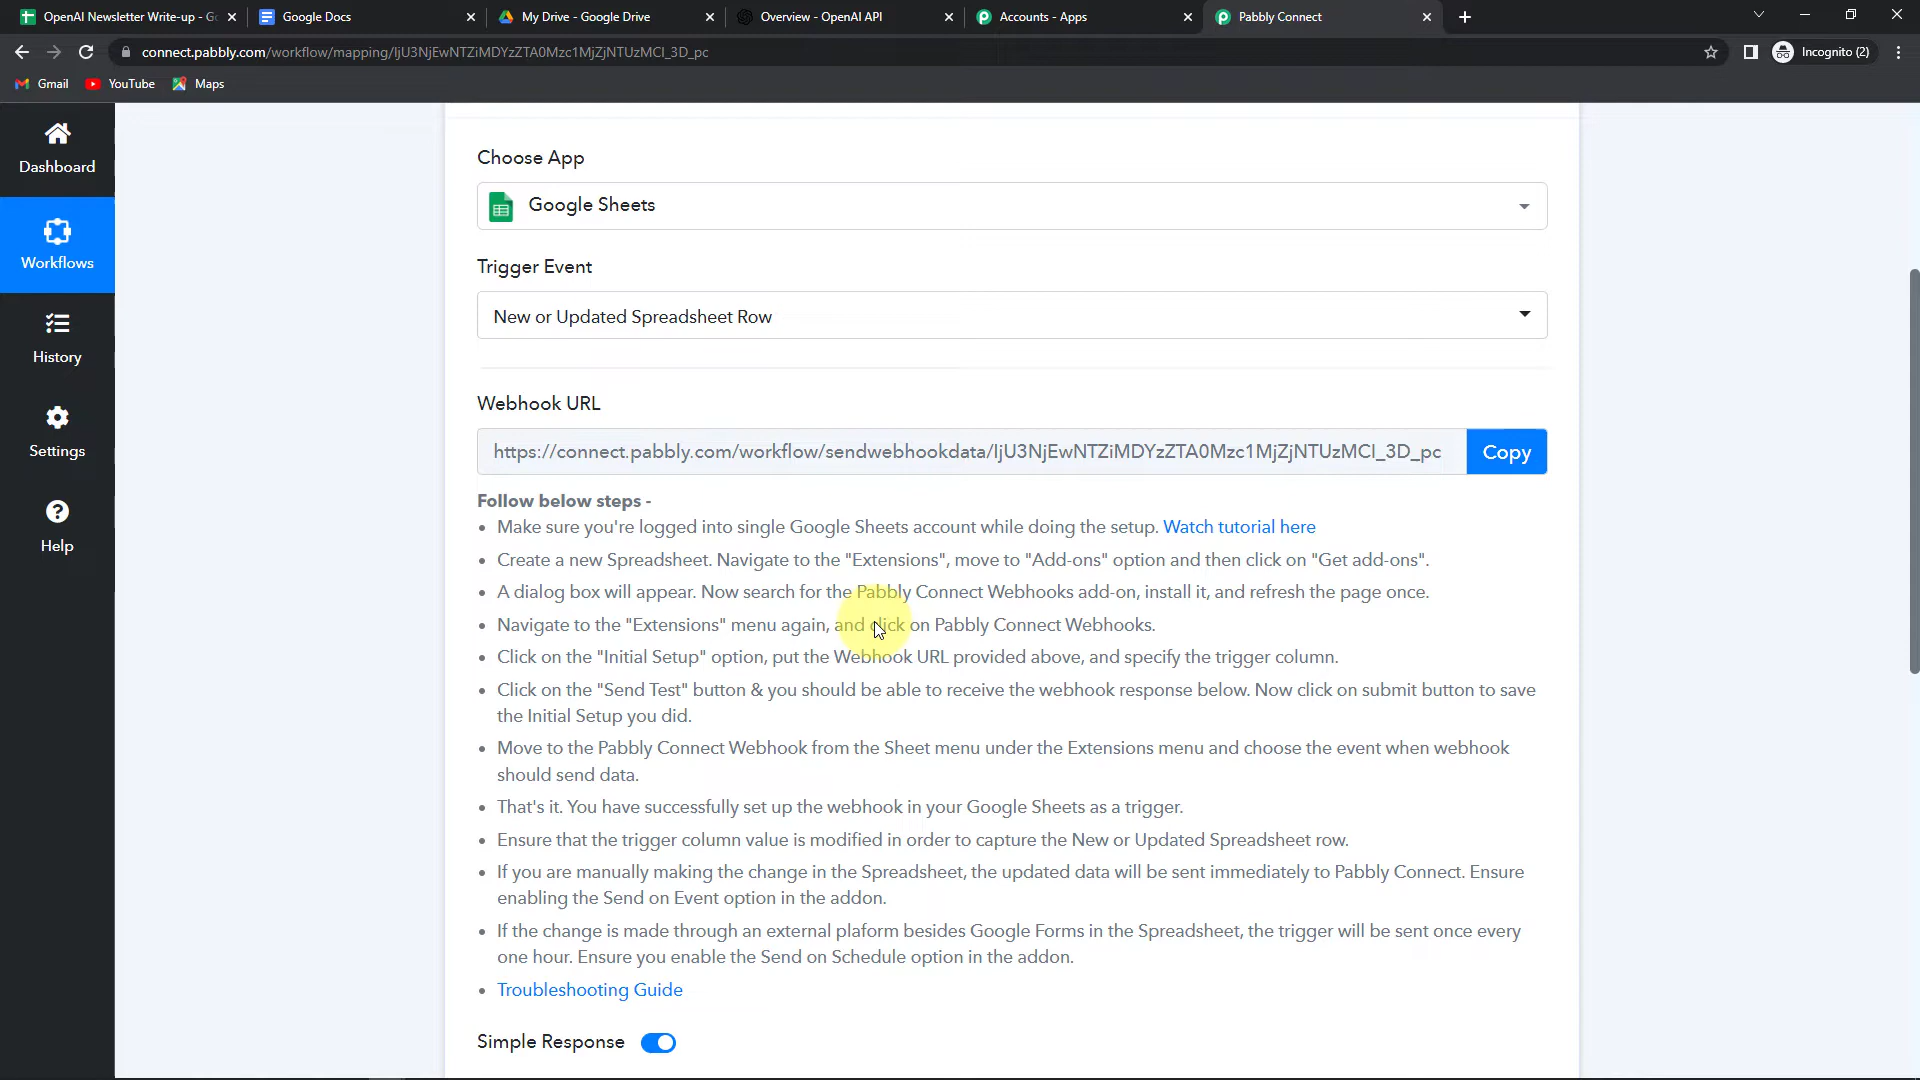 OpenAI Newsletter Write-up - Go
Google Docs
My Drive - Google Drive
Overview - OpenAI API
Accounts - Apps
Pabbly Connect
connect.pabbly.com/workflow/mapping/IjU3NjEwNTZiMDYzZTA0Mzc1MjZjNTUzMCI_3D_pc
Incognito (2)
Gmail
YouTube
Maps
Dashboard
Workflows
History
Settings
Help
Choose App
Google Sheets
Trigger Event
New or Updated Spreadsheet Row
Webhook URL
https://connect.pabbly.com/workflow/sendwebhookdata/IjU3NjEwNTZiMDYzZTA0Mzc1MjZjNTUzMCI_3D_pc
Copy
Follow below steps -
• Make sure you're logged into single Google Sheets account while doing the setup. Watch tutorial here
• Create a new Spreadsheet. Navigate to the "Extensions", move to "Add-ons" option and then click on "Get add-ons".
• A dialog box will appear. Now search for the Pabbly Connect Webhooks add-on, install it, and refresh the page once.
• Navigate to the "Extensions" menu again, and click on Pabbly Connect Webhooks.
• Click on the "Initial Setup" option, put the Webhook URL provided above, and specify the trigger column.
• Click on the "Send Test" button & you should be able to receive the webhook response below. Now click on submit button to save
the Initial Setup you did.
• Move to the Pabbly Connect Webhook from the Sheet menu under the Extensions menu and choose the event when webhook
should send data.
• That's it. You have successfully set up the webhook in your Google Sheets as a trigger.
• Ensure that the trigger column value is modified in order to capture the New or Updated Spreadsheet row.
• If you are manually making the change in the Spreadsheet, the updated data will be sent immediately to Pabbly Connect. Ensure
enabling the Send on Event option in the addon.
• If the change is made through an external plaform besides Google Forms in the Spreadsheet, the trigger will be sent once every
one hour. Ensure you enable the Send on Schedule option in the addon.
• Troubleshooting Guide
Simple Response